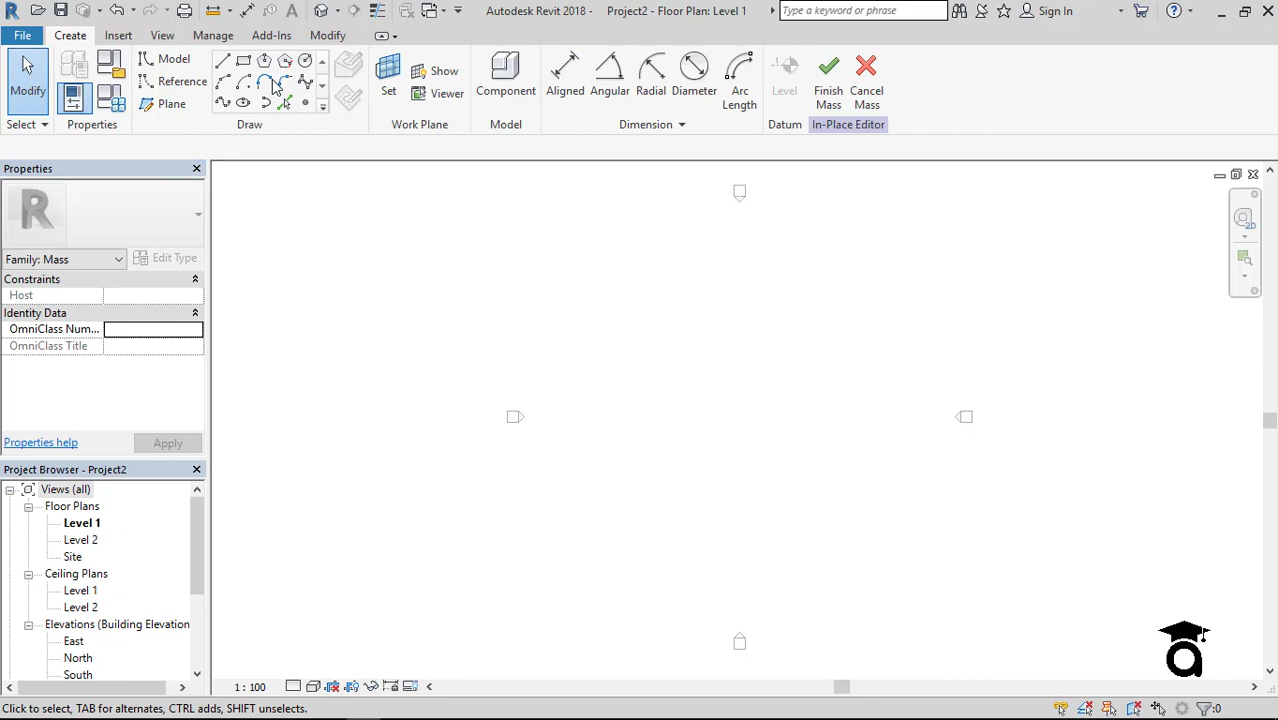 Autodesk Revit 2018 - Project2 - Floor Plan: Level 1
Type a keyword or phrase
Sign In
File Create Insert View Manage Add-Ins Modify
Modify
Select
Properties
Model
Reference
Plane
Draw
Set
Show
Viewer
Work Plane
Component
Model
Aligned
Angular
Radial
Diameter
Arc
Length
Dimension
Level
Datum
Finish
Mass
Cancel
Mass
In-Place Editor
Properties
R
Family: Mass
Edit Type
Constraints
Host
Identity Data
OmniClass Num...
OmniClass Title
Properties help
Apply
Project Browser - Project2
Views (all)
Floor Plans
Level 1
Level 2
Site
Ceiling Plans
Level 1
Level 2
Elevations (Building Elevation
East
North
South
2D
1 : 100
Click to select, TAB for alternates, CTRL adds, SHIFT unselects.
:0
a